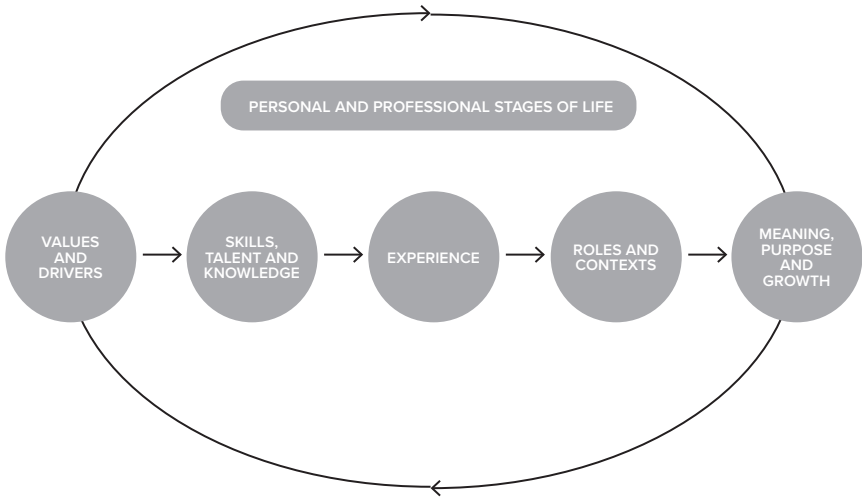 PERSONAL AND PROFESSIONAL STAGES OF LIFE
VALUES
AND
DRIVERS
SKILLS,
TALENT AND
KNOWLEDGE
EXPERIENCE
ROLES AND
CONTEXTS
MEANING,
PURPOSE
AND
GROWTH